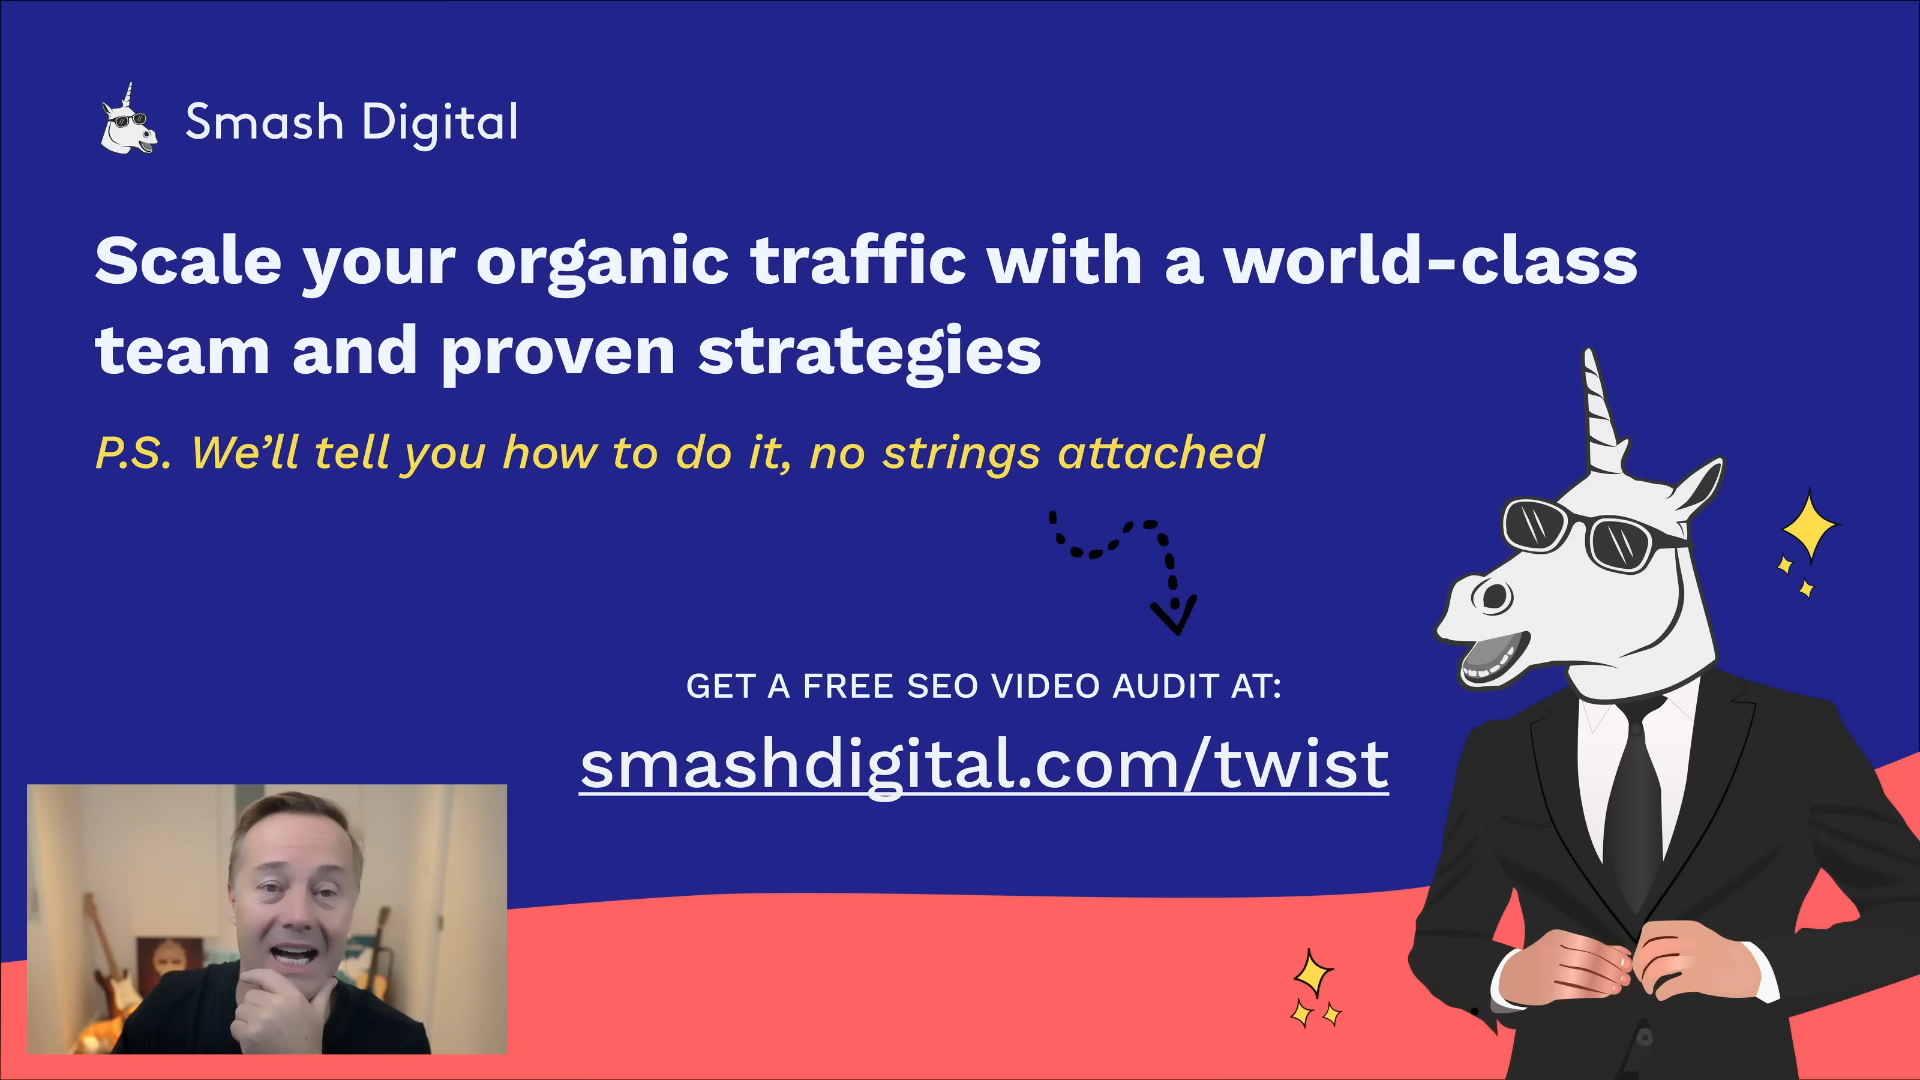 Smash Digital
Scale your organic traffic with a world-class
team and proven strategies
P.S. We’ll tell you how to do it, no strings attached
GET A FREE SEO VIDEO AUDIT AT:
smashdigital.com/twist